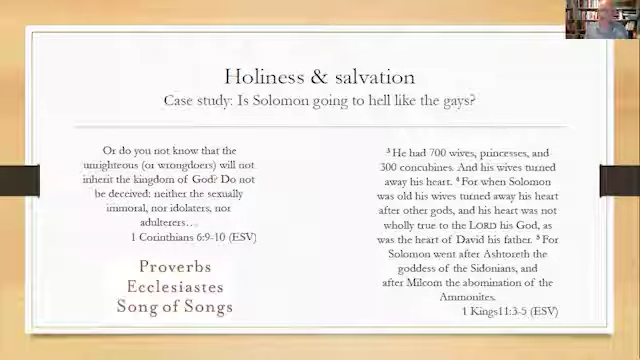 Holiness & salvation
Case study: Is Solomon going to hell like the gays?
Or do you not know that the
unrighteous (or wrongdoers) will not
inherit the kingdom of God? Do not
be deceived: neither the sexually
immoral, nor idolaters, nor
adulterers…
1 Corinthians 6:9-10 (ESV)
Proverbs
Ecclesiastes
Song of Songs
³ He had 700 wives, princesses, and
300 concubines. And his wives turned
away his heart. ⁴ For when Solomon
was old his wives turned away his heart
after other gods, and his heart was not
wholly true to the LORD his God, as
was the heart of David his father. ⁵ For
Solomon went after Ashtoreth the
goddess of the Sidonians, and
after Milcom the abomination of the
Ammonites.
1 Kings11:3-5 (ESV)